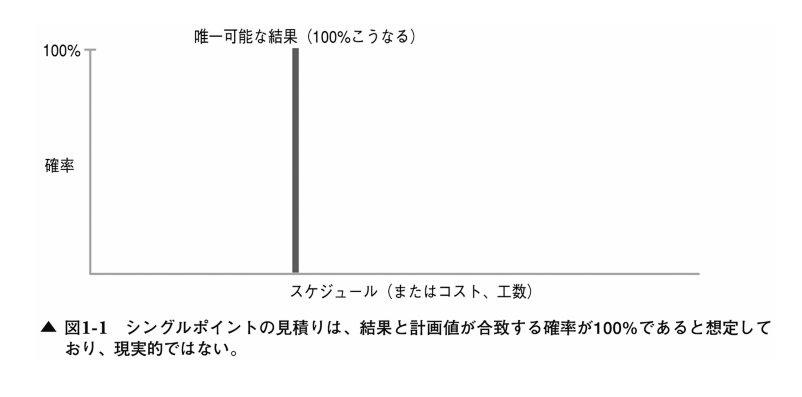 唯一可能な結果（100%こうなる）
100%
確率
スケジュール（またはコスト、工数）
▲ 図1-1　シングルポイントの見積りは、結果と計画値が合致する確率が100%であると想定して
おり、現実的ではない。